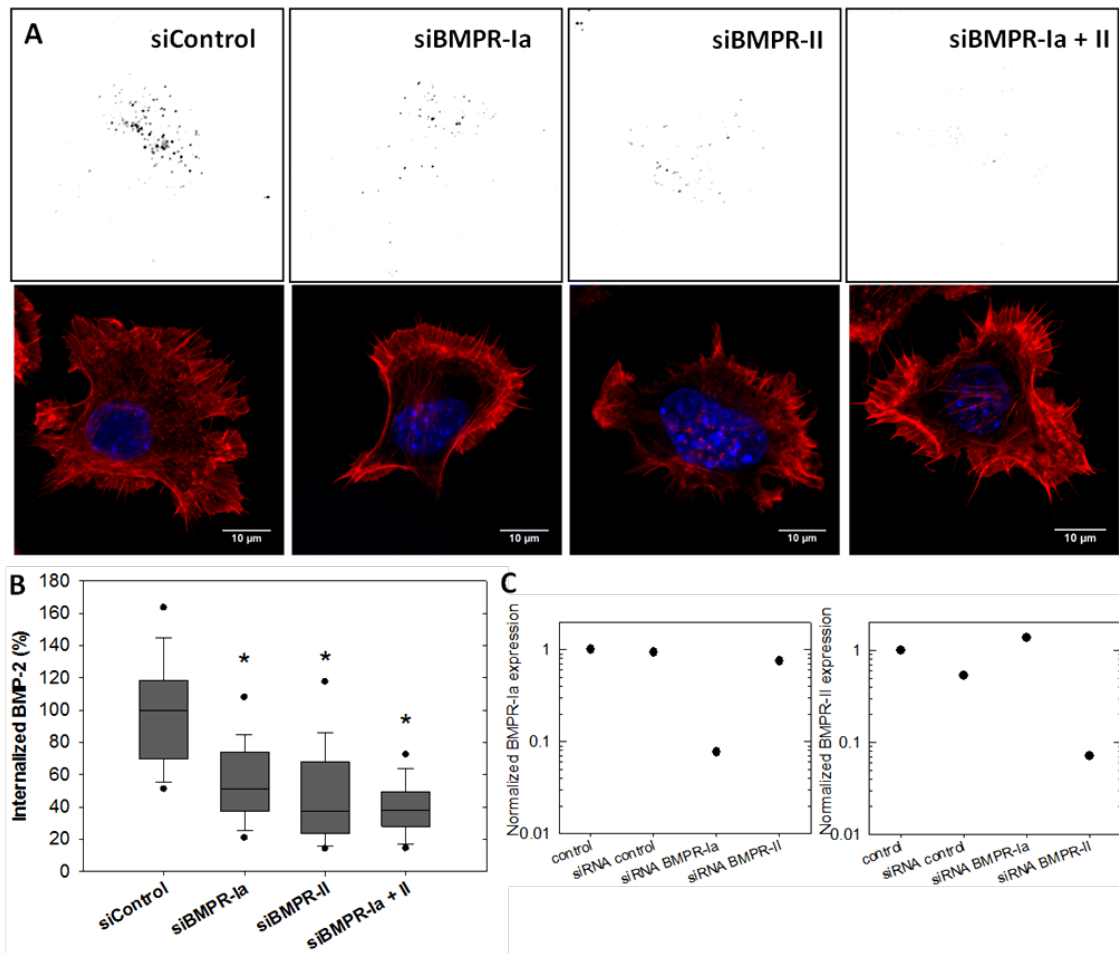 A
siControl
siBMPR-Ia
siBMPR-II
siBMPR-Ia + II
10 µm
10 µm
10 µm
10 µm
B
Internalized BMP-2 (%)
180
160
140
120
100
80
60
40
20
0
*
*
*
siControl
siBMPR-Ia
siBMPR-II
siBMPR-Ia + II
C
Normalized BMPR-Ia expression
1
0.1
0.01
control
siRNA control
siRNA BMPR-Ia
siRNA BMPR-II
Normalized BMPR-II expression
1
0.1
0.01
control
siRNA control
siRNA BMPR-Ia
siRNA BMPR-II